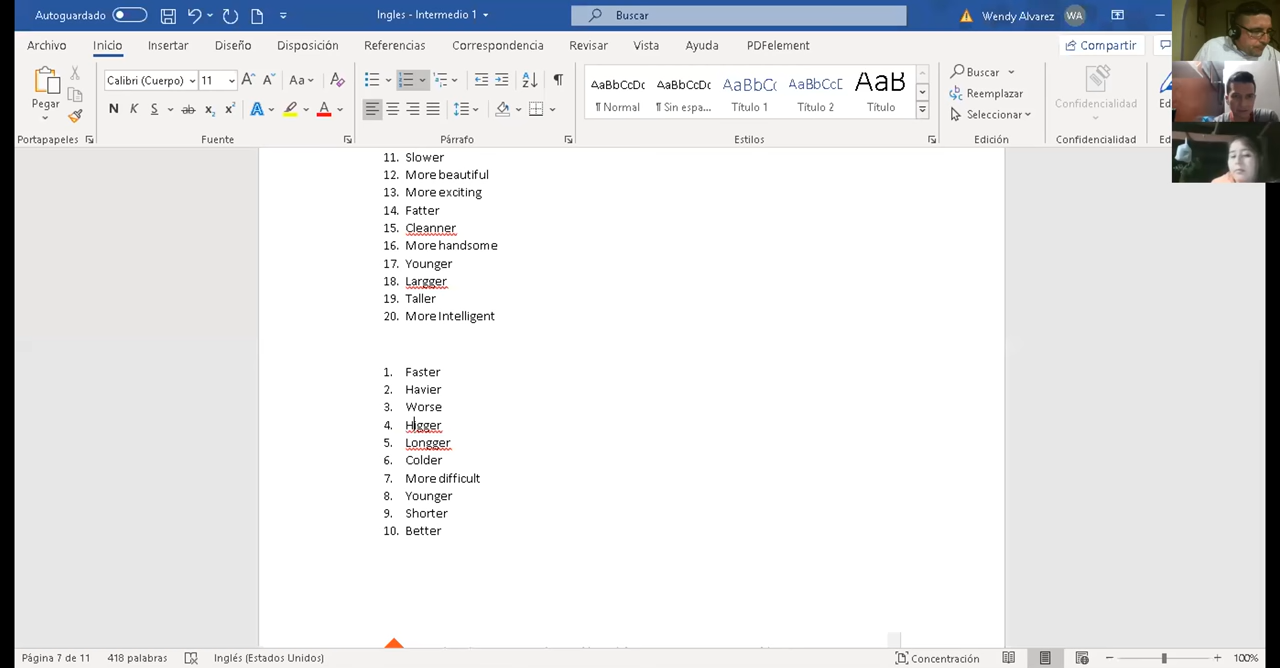 Autoguardado
Ingles - Intermedio 1
Buscar
Wendy Alvarez
WA
Archivo Inicio Insertar Diseño Disposición Referencias Correspondencia Revisar Vista Ayuda PDFelement Compartir
Pegar
Calibri (Cuerpo) 11
Aa
N K S ab x₂ x² A A
AaBbCcDc AaBbCcDc AaBbCc AaBbCcD AaB
¶ Normal ¶ Sin espa... Título 1 Título 2 Título
Buscar
Reemplazar
Seleccionar
Confidencialidad
Portapapeles Fuente Párrafo Estilos Edición Confidencialidad
11. Slower
12. More beautiful
13. More exciting
14. Fatter
15. Cleanner
16. More handsome
17. Younger
18. Largger
19. Taller
20. More Intelligent
1. Faster
2. Havier
3. Worse
4. Higger
5. Longger
6. Colder
7. More difficult
8. Younger
9. Shorter
10. Better
Página 7 de 11 418 palabras Inglés (Estados Unidos) Concentración 100%